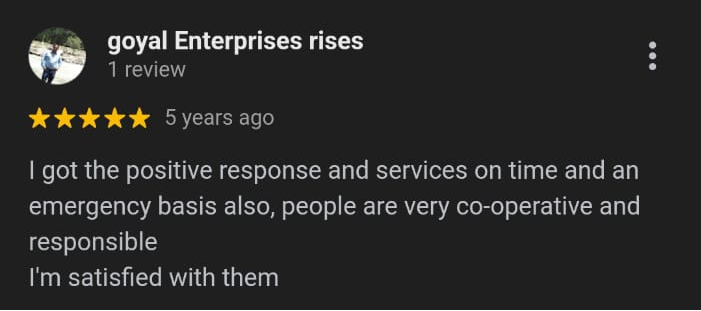 goyal Enterprises rises
1 review
5 years ago
I got the positive response and services on time and an
emergency basis also, people are very co-operative and
responsible
I'm satisfied with them